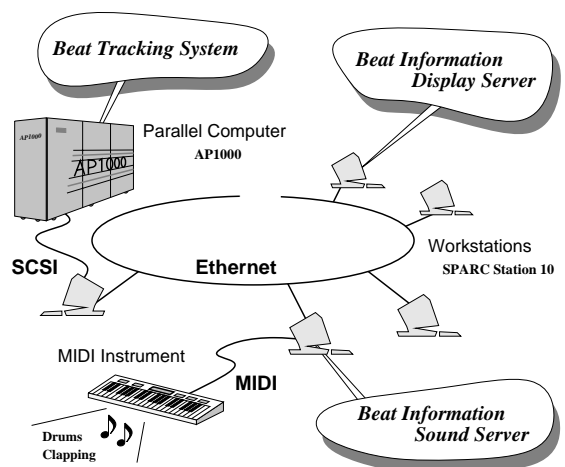 Beat Tracking System
Beat Information
Display Server
Parallel Computer
AP1000
AP1000
AP1000
Workstations
SPARC Station 10
SCSI
Ethernet
MIDI Instrument
MIDI
Drums
Clapping
Beat Information
Sound Server